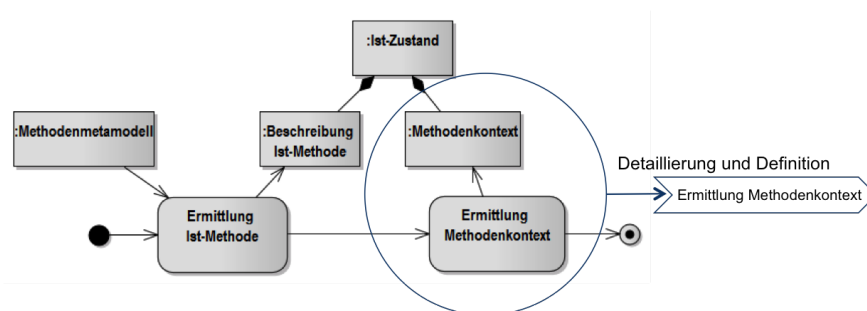 :Ist-Zustand
:Methodenmetamodell
:Beschreibung
Ist-Methode
:Methodenkontext
Detaillierung und Definition
Ermittlung Methodenkontext
Ermittlung
Ist-Methode
Ermittlung
Methodenkontext